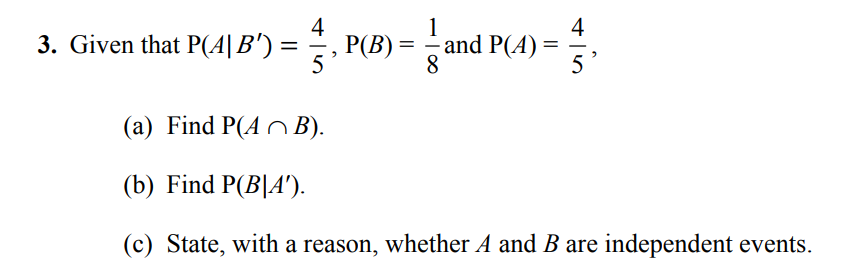 3. Given that P(A|B′) = 4/5, P(B) = 1/8 and P(A) = 4/5,
(a) Find P(A ∩ B).
(b) Find P(B|A′).
(c) State, with a reason, whether A and B are independent events.